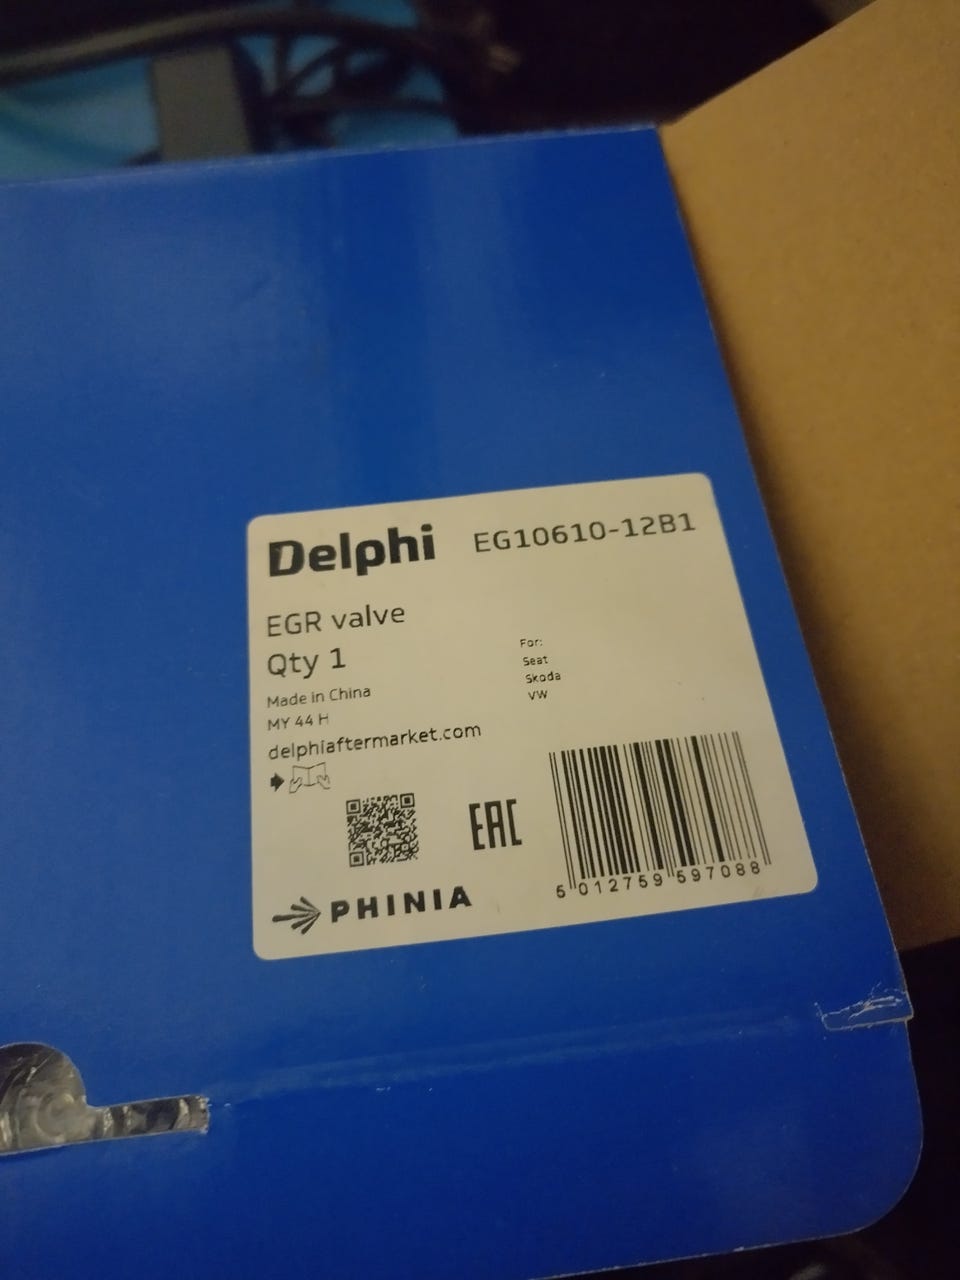 Delphi EG10610-12B1
EGR valve
Qty 1
Made in China
MY 44 H
delphiaftermarket.com
For:
Seat
Skoda
VW
EAC
PHINIA
5 012759 597088